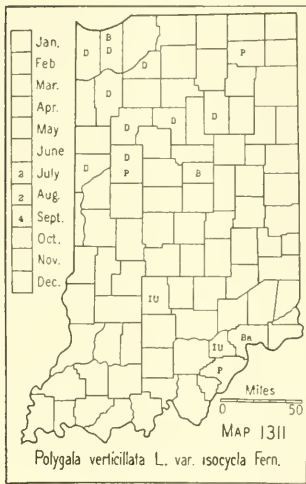 Jan.
Feb
Mar.
Apr.
May
June
3 July
2 Aug.
4 Sept.
Oct.
Nov.
Dec.
B
D D P
D
D
D D D
D
D P B
IU
IU Ba
P
Miles
0 50
MAP 1311
Polygala verticillata L. var. isocycla Fern.